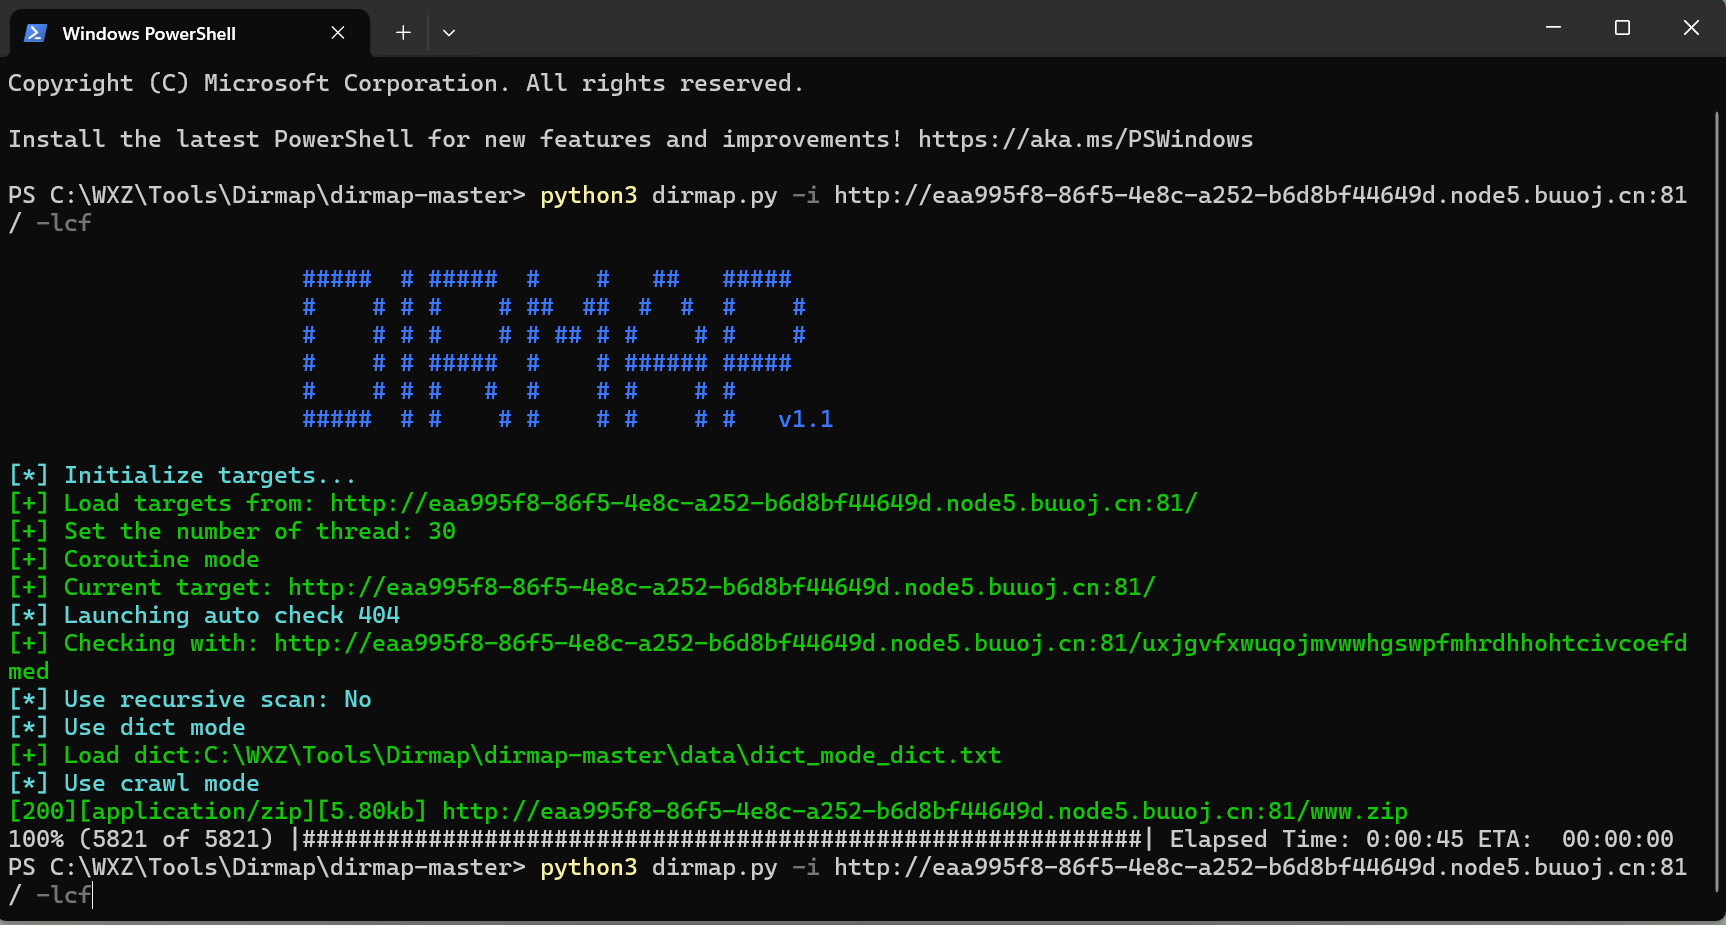 Windows PowerShell
Copyright (C) Microsoft Corporation. All rights reserved.
Install the latest PowerShell for new features and improvements! https://aka.ms/PSWindows
PS C:\WXZ\Tools\Dirmap\dirmap-master> python3 dirmap.py -i http://eaa995f8-86f5-4e8c-a252-b6d8bf44649d.node5.buuoj.cn:81
/ -lcf
                     #####  # #####  #    #   ##   #####
                     #    # # #    # ##  ##  #  #  #    #
                     #    # # #    # # ## # #    # #    #
                     #    # # #####  #    # ###### #####
                     #    # # #   #  #    # #    # #
                     #####  # #    # #    # #    # #   v1.1
[*] Initialize targets...
[+] Load targets from: http://eaa995f8-86f5-4e8c-a252-b6d8bf44649d.node5.buuoj.cn:81/
[+] Set the number of thread: 30
[+] Coroutine mode
[+] Current target: http://eaa995f8-86f5-4e8c-a252-b6d8bf44649d.node5.buuoj.cn:81/
[*] Launching auto check 404
[+] Checking with: http://eaa995f8-86f5-4e8c-a252-b6d8bf44649d.node5.buuoj.cn:81/uxjgvfxwuqojmvwwhgswpfmhrdhhohtcivcoefd
med
[*] Use recursive scan: No
[*] Use dict mode
[+] Load dict:C:\WXZ\Tools\Dirmap\dirmap-master\data\dict_mode_dict.txt
[*] Use crawl mode
[200][application/zip][5.80kb] http://eaa995f8-86f5-4e8c-a252-b6d8bf44649d.node5.buuoj.cn:81/www.zip
100% (5821 of 5821) |############################################################| Elapsed Time: 0:00:45 ETA:  00:00:00
PS C:\WXZ\Tools\Dirmap\dirmap-master> python3 dirmap.py -i http://eaa995f8-86f5-4e8c-a252-b6d8bf44649d.node5.buuoj.cn:81
/ -lcf